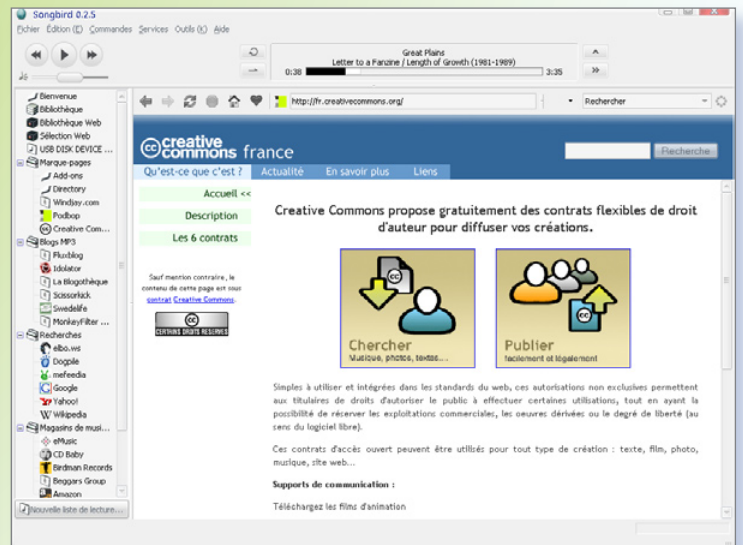 Songbird 0.2.5
Fichier Édition (E) Commandes Services Outils (K) Aide
Great Plains
Letter to a Fanzine / Length of Growth (1981-1989)
0:38 3:35
Bienvenue
Bibliothèque
Bibliothèque Web
Sélection Web
USB DISK DEVICE ...
Marque-pages
Add-ons
Directory
Windjay.com
Podbop
Creative Com...
Blogs MP3
Fluxblog
Idolator
La Blogothèque
Scissorkick
Swedelife
MonkeyFilter ...
Recherches
elbo.ws
Dogpile
mefeedia
Google
Yahoo!
Wikipedia
Magasins de musi...
eMusic
CD Baby
Birdman Records
Beggars Group
Amazon
Nouvelle liste de lecture...
http://fr.creativecommons.org/ Rechercher
cc creative commons france
Recherche
Qu'est-ce que c'est ? Actualité En savoir plus Liens
Accueil <<
Description
Les 6 contrats
Sauf mention contraire, le
contenu de cette page est sous
contrat Creative Commons.
cc
CERTAINS DROITS RESERVES
Creative Commons propose gratuitement des contrats flexibles de droit
d'auteur pour diffuser vos créations.
cc
Chercher
Musique, photos, textes....
cc
Publier
facilement et légalement
Simples à utiliser et intégrées dans les standards du web, ces autorisations non exclusives permettent
aux titulaires de droits d'autoriser le public à effectuer certaines utilisations, tout en ayant la
possibilité de réserver les exploitations commerciales, les oeuvres dérivées ou le degré de liberté (au
sens du logiciel libre).
Ces contrats d'accès ouvert peuvent être utilisés pour tout type de création : texte, film, photo,
musique, site web...
Supports de communication :
Téléchargez les films d'animation